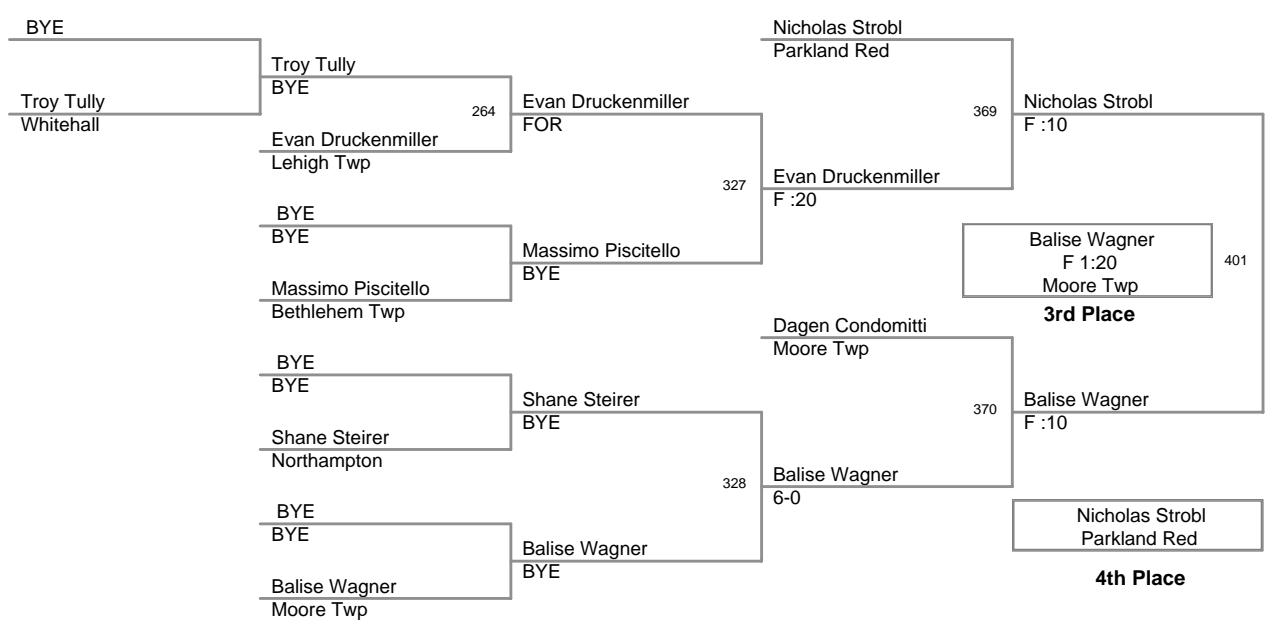 BYE
Troy Tully
Whitehall
Troy Tully
BYE
264
Evan Druckenmiller
Lehigh Twp
BYE
BYE
Massimo Piscitello
Bethlehem Twp
BYE
BYE
Shane Steirer
Northampton
BYE
BYE
Balise Wagner
Moore Twp
Evan Druckenmiller
FOR
327
Massimo Piscitello
BYE
Shane Steirer
BYE
328
Balise Wagner
BYE
Nicholas Strobl
Parkland Red
369
Evan Druckenmiller
F :20
Dagen Condomitti
Moore Twp
370
Balise Wagner
6-0
Nicholas Strobl
F :10
Balise Wagner
F 1:20
Moore Twp
401
3rd Place
Balise Wagner
F :10
Nicholas Strobl
Parkland Red
4th Place